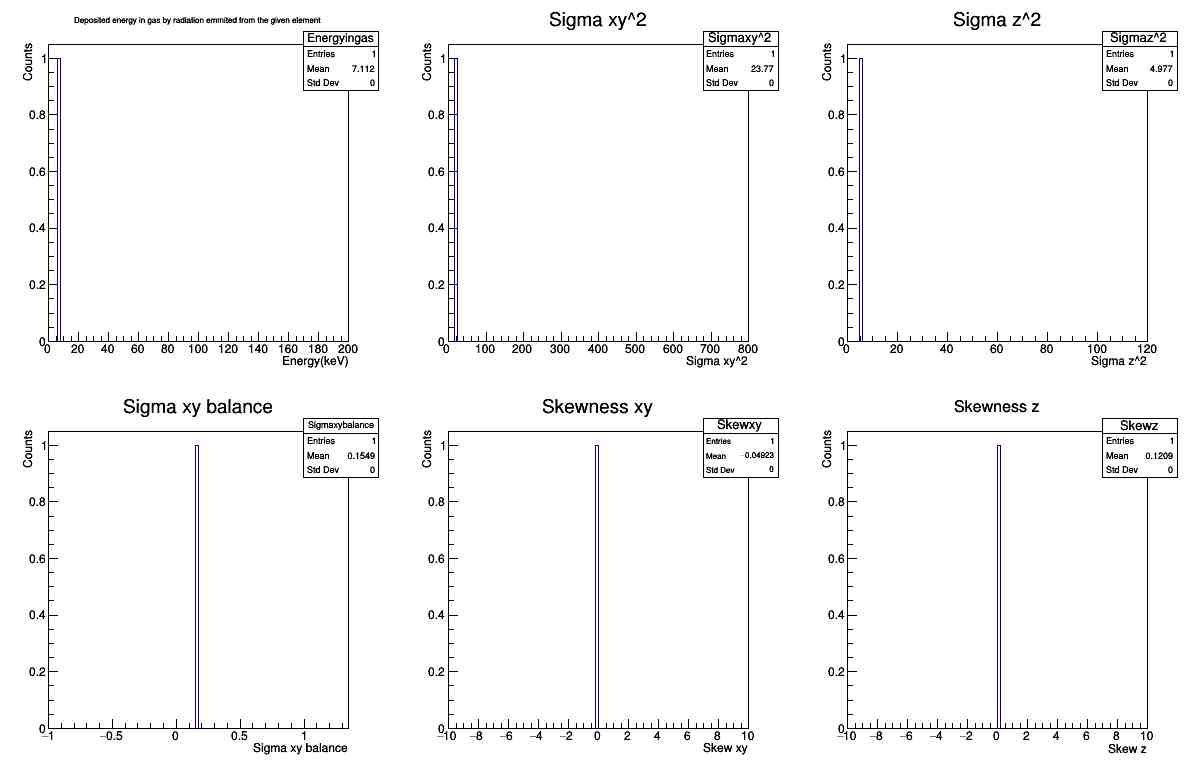 Deposited energy in gas by radiation emmited from the given element
Energyingas
Entries 1
Mean 7.112
Std Dev 0
Counts
1
0.8
0.6
0.4
0.2
0
0 20 40 60 80 100 120 140 160 180 200
Energy(keV)
Sigma xy^2
Sigmaxy^2
Entries 1
Mean 23.77
Std Dev 0
Counts
1
0.8
0.6
0.4
0.2
0
0 100 200 300 400 500 600 700 800
Sigma xy^2
Sigma z^2
Sigmaz^2
Entries 1
Mean 4.977
Std Dev 0
Counts
1
0.8
0.6
0.4
0.2
0
0 20 40 60 80 100 120
Sigma z^2
Sigma xy balance
Sigmaxybalance
Entries 1
Mean 0.1549
Std Dev 0
Counts
1
0.8
0.6
0.4
0.2
0
−1 −0.5 0 0.5 1
Sigma xy balance
Skewness xy
Skewxy
Entries 1
Mean −0.04923
Std Dev 0
Counts
1
0.8
0.6
0.4
0.2
0
−10 −8 −6 −4 −2 0 2 4 6 8 10
Skew xy
Skewness z
Skewz
Entries 1
Mean 0.1209
Std Dev 0
Counts
1
0.8
0.6
0.4
0.2
0
−10 −8 −6 −4 −2 0 2 4 6 8 10
Skew z